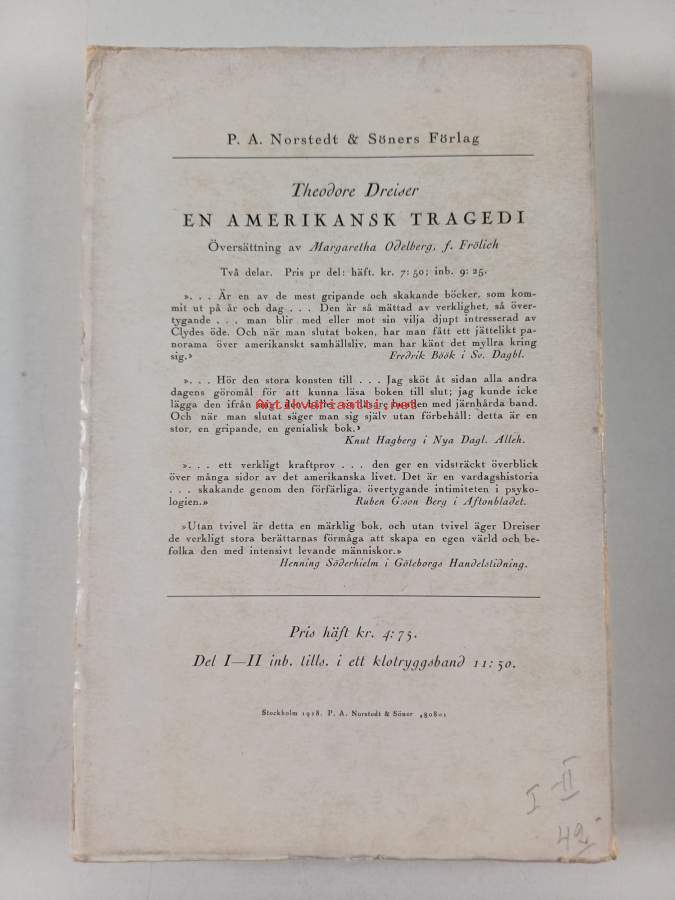 P. A. Norstedt & Söners Förlag
Theodore Dreiser
EN AMERIKANSK TRAGEDI
Översättning av Margaretha Odelberg, f. Frölich
Två delar. Pris pr del: häft. kr. 7:50; inb. 9:25.
». . . Är en av de mest gripande och skakande böcker, som kom-
mit ut på år och dag . . . Den är så mättad av verklighet, så över-
tygande . . . man blir med eller mot sin vilja djupt intresserad av
Clydes öde. Och när man slutat boken, har man fått ett jättelikt pa-
norama över amerikanskt samhällsliv, man har känt det myllra kring
sig.» Fredrik Böök i Sv. Dagbl.
». . . Hör den stora konsten till . . . Jag sköt åt sidan alla andra
dagens göromål för att kunna läsa boken till slut; jag kunde icke
lägga den ifrån mig, den höll bunden med järnhårda band.
antikvariaatti.net
Och när man slutat säger man sig själv utan förbehåll: detta är en
stor, en gripande, en genialisk bok.»
Knut Hagberg i Nya Dagl. Alleh.
». . . ett verkligt kraftprov . . . den ger en vidsträckt överblick
över många sidor av det amerikanska livet. Det är en vardagshistoria
. . . skakande genom den förfärliga, övertygande intimiteten i psyko-
logien.» Ruben G:son Berg i Aftonbladet.
»Utan tvivel är detta en märklig bok, och utan tvivel äger Dreiser
de verkligt stora berättarnas förmåga att skapa en egen värld och be-
folka den med intensivt levande människor.»
Henning Söderhielm i Göteborgs Handelstidning.
Pris häft kr. 4:75.
Del I—II inb. tills. i ett klotryggsband 11:50.
Stockholm 1928. P. A. Norstedt & Söner
I-II